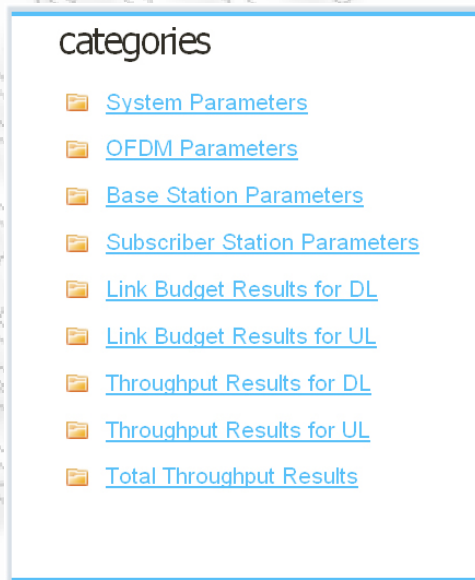 categories
System Parameters
OFDM Parameters
Base Station Parameters
Subscriber Station Parameters
Link Budget Results for DL
Link Budget Results for UL
Throughput Results for DL
Throughput Results for UL
Total Throughput Results